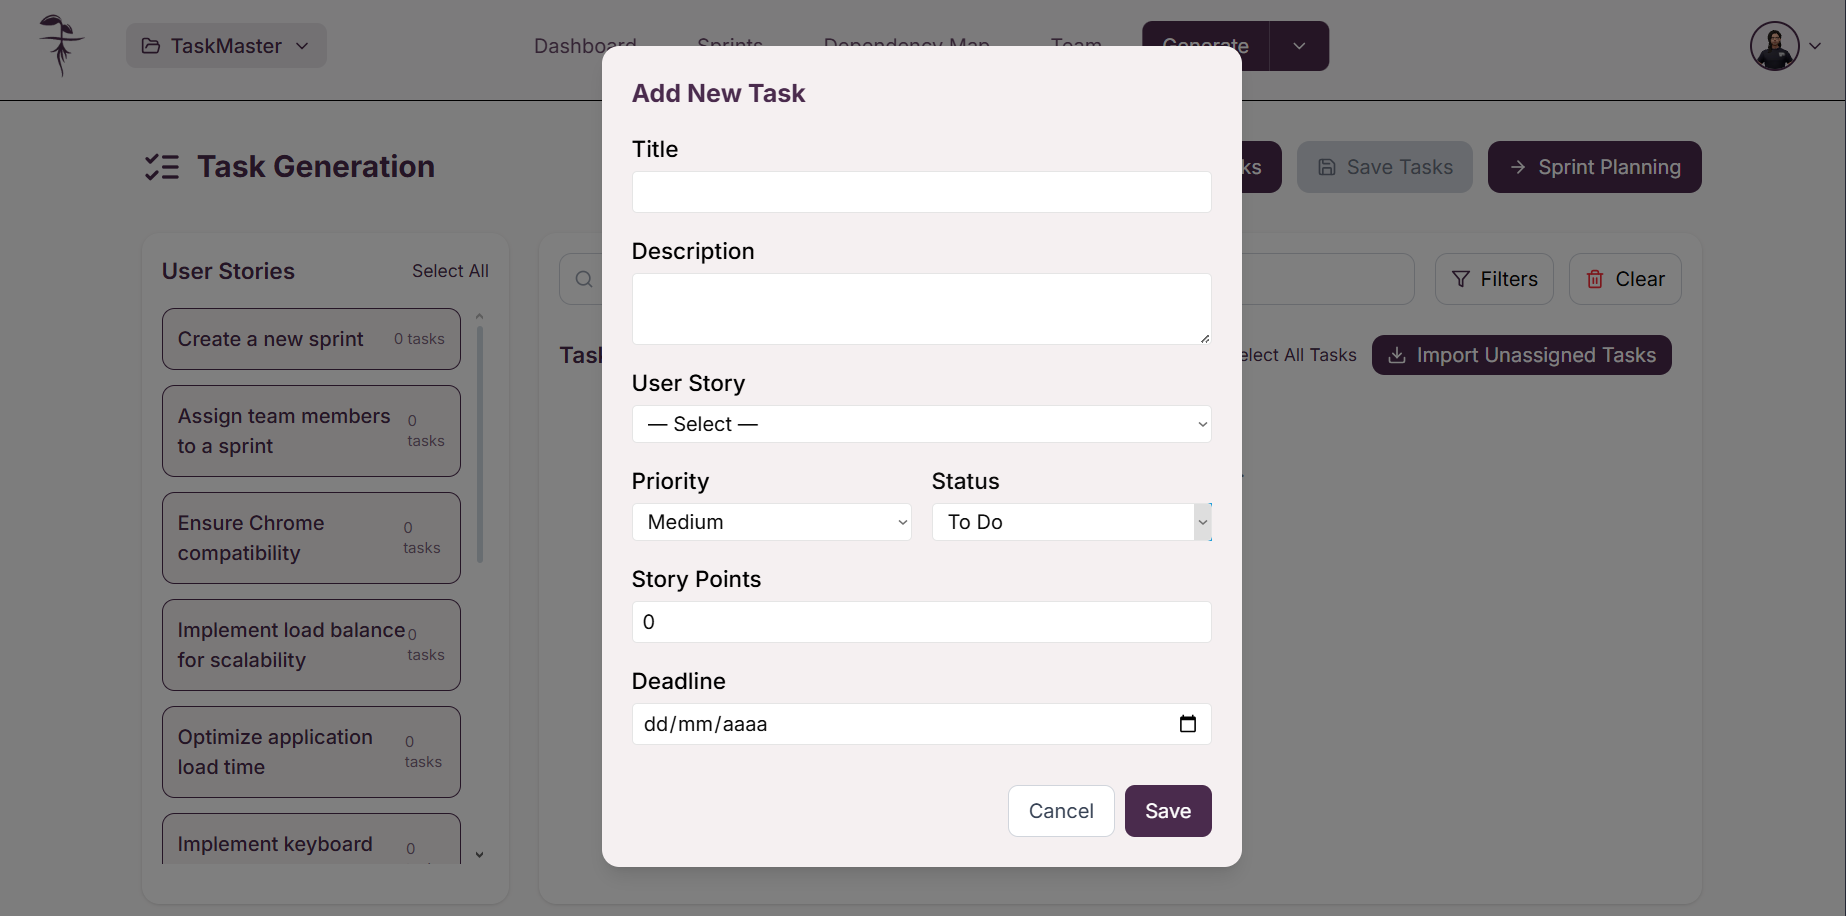 TaskMaster
Dashboard
Sprints
Dependency Map
Team
Generate
Task Generation
ks
Save Tasks
Sprint Planning
User Stories
Select All
Create a new sprint
0 tasks
Assign team members
to a sprint
0
tasks
Ensure Chrome
compatibility
0
tasks
Implement load balance
for scalability
0
tasks
Optimize application
load time
0
tasks
Implement keyboard
0
Filters
Clear
Task
elect All Tasks
Import Unassigned Tasks
Add New Task
Title
Description
User Story
— Select —
Priority
Status
Medium
To Do
Story Points
0
Deadline
dd/mm/aaaa
Cancel
Save